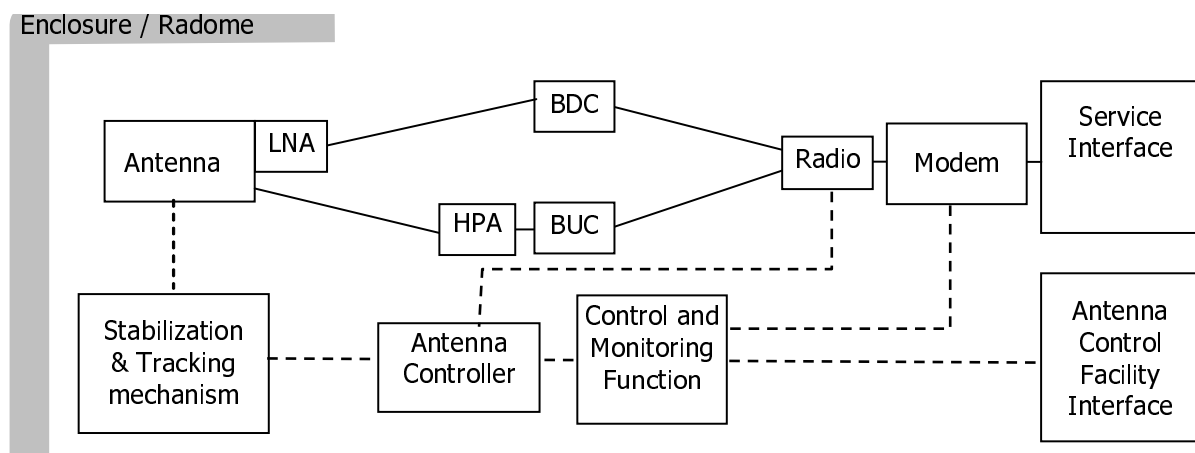 Enclosure / Radome
BDC
Service
Interface
LNA
Antenna
Radio
Modem
HPA
BUC
Stabilization
& Tracking
mechanism
Antenna
Controller
Control and
Monitoring
Function
Antenna
Control
Facility
Interface